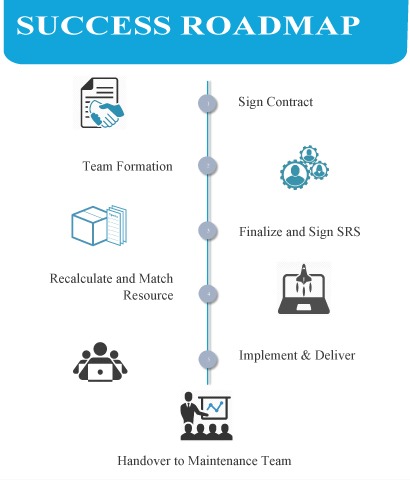 SUCCESS ROADMAP
Sign Contract
Team Formation
Finalize and Sign SRS
Recalculate and Match
Resource
Implement & Deliver
Handover to Maintenance Team